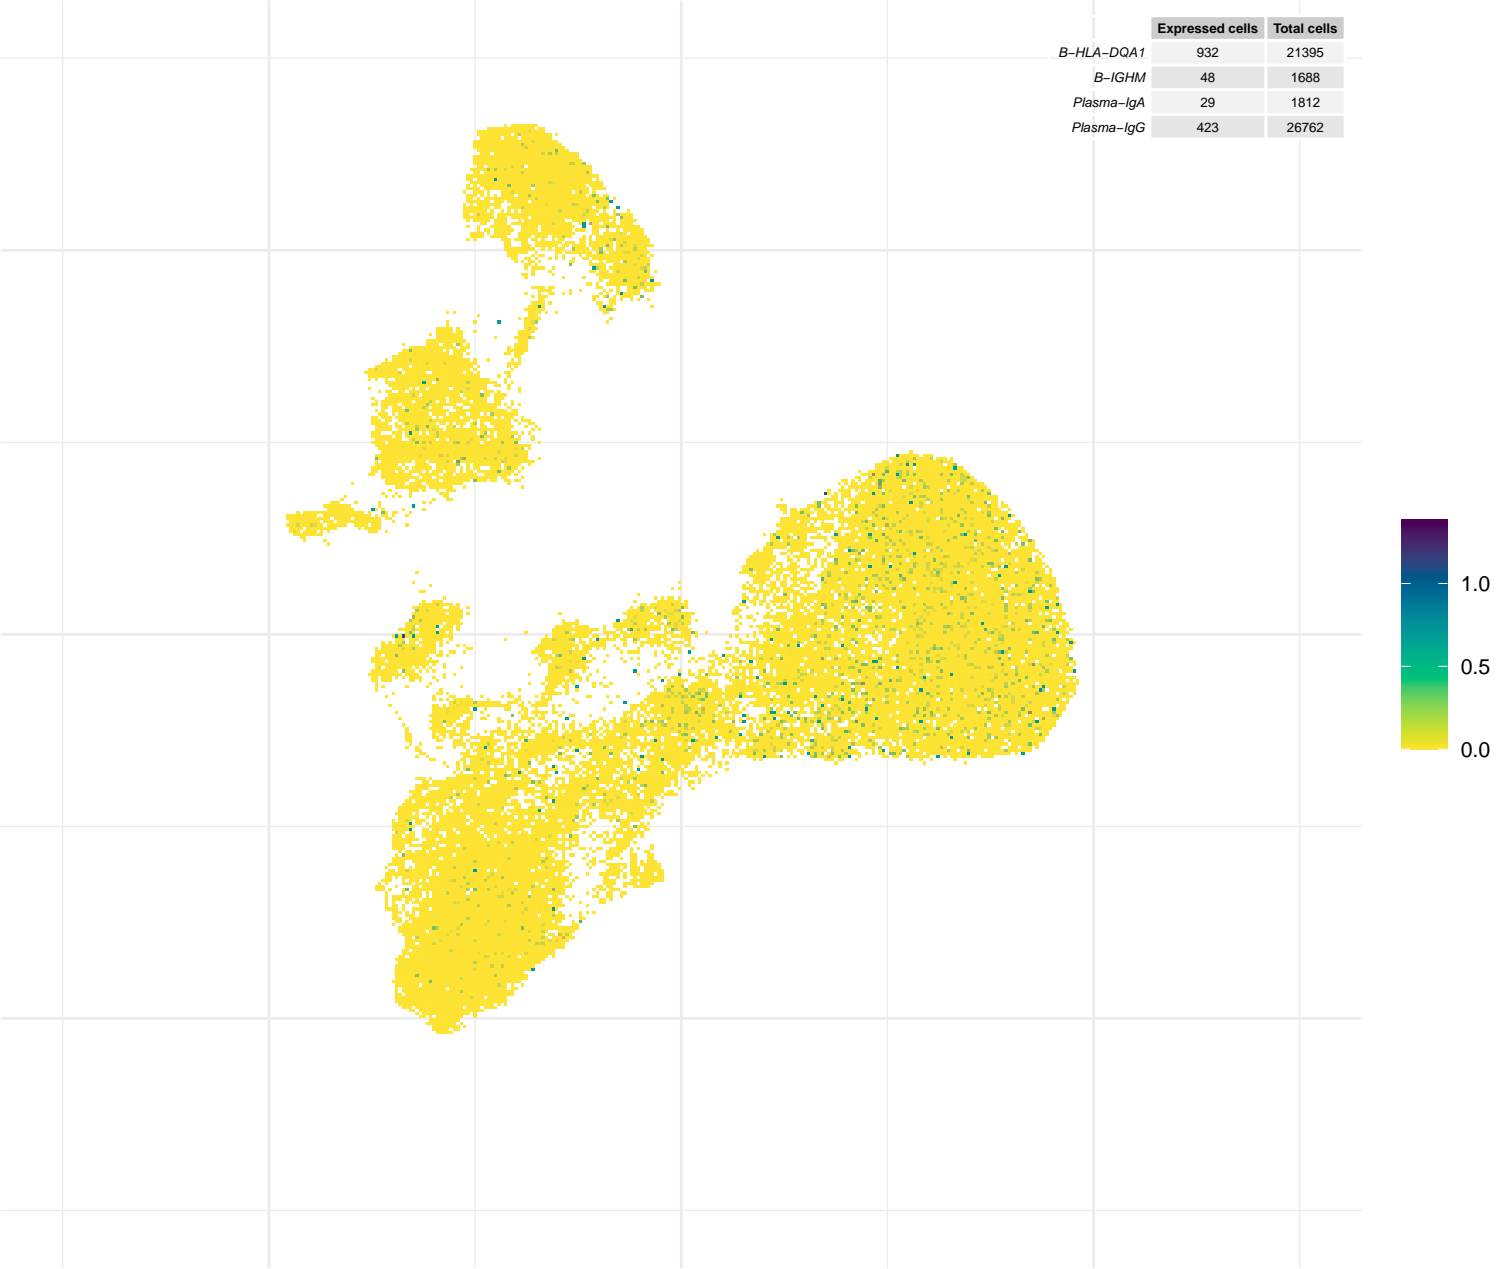 Expressed cells Total cells
B–HLA–DQA1 932 21395
B–IGHM 48 1688
Plasma–IgA 29 1812
Plasma–IgG 423 26762
1.0
0.5
0.0